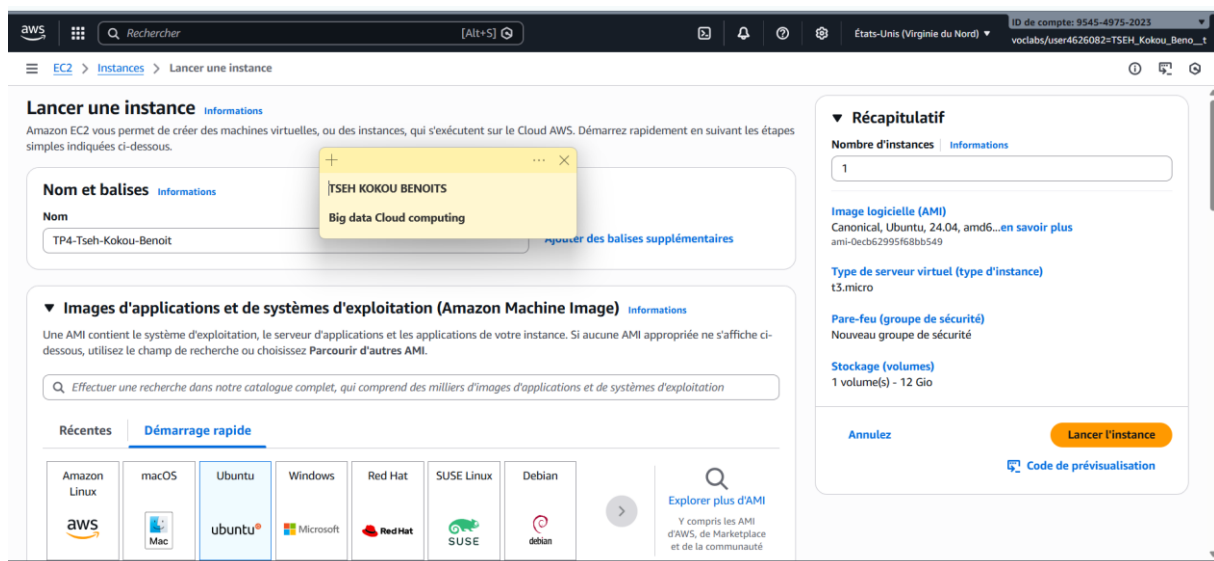 aws
Rechercher
[Alt+S]
États-Unis (Virginie du Nord)
ID de compte: 9545-4975-2023
voclabs/user4626082=TSEH_Kokou_Beno__t
EC2 > Instances > Lancer une instance
Lancer une instance Informations
Amazon EC2 vous permet de créer des machines virtuelles, ou des instances, qui s'exécutent sur le Cloud AWS. Démarrez rapidement en suivant les étapes
simples indiquées ci-dessous.
TSEH KOKOU BENOITS
Big data Cloud computing
Nom et balises Informations
Nom
TP4-Tseh-Kokou-Benoit
Ajouter des balises supplémentaires
Images d'applications et de systèmes d'exploitation (Amazon Machine Image) Informations
Une AMI contient le système d'exploitation, le serveur d'applications et les applications de votre instance. Si aucune AMI appropriée ne s'affiche ci-
dessous, utilisez le champ de recherche ou choisissez Parcourir d'autres AMI.
Effectuer une recherche dans notre catalogue complet, qui comprend des milliers d'images d'applications et de systèmes d'exploitation
Récentes
Démarrage rapide
Amazon
Linux
aws
macOS
Mac
Ubuntu
ubuntu
Windows
Microsoft
Red Hat
Red Hat
SUSE Linux
SUSE
Debian
debian
Explorer plus d'AMI
Y compris les AMI
d'AWS, de Marketplace
et de la communauté
Récapitulatif
Nombre d'instances Informations
1
Image logicielle (AMI)
Canonical, Ubuntu, 24.04, amd6...en savoir plus
ami-0ecb62995f68bb549
Type de serveur virtuel (type d'instance)
t3.micro
Pare-feu (groupe de sécurité)
Nouveau groupe de sécurité
Stockage (volumes)
1 volume(s) - 12 Gio
Annulez
Lancer l'instance
Code de prévisualisation